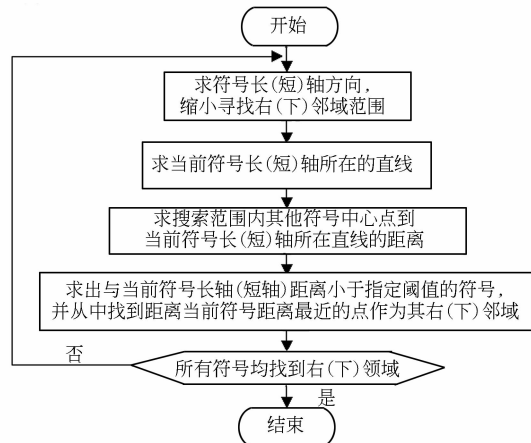 开始
求符号长(短)轴方向,
缩小寻找右(下)邻域范围
求当前符号长(短)轴所在的直线
求搜索范围内其他符号中心点到
当前符号长(短)轴所在直线的距离
求出与当前符号长轴(短轴)距离小于指定阈值的符号,
并从中找到距离当前符号距离最近的点作为其右(下)邻域
否
所有符号均找到右(下)领域
是
结束